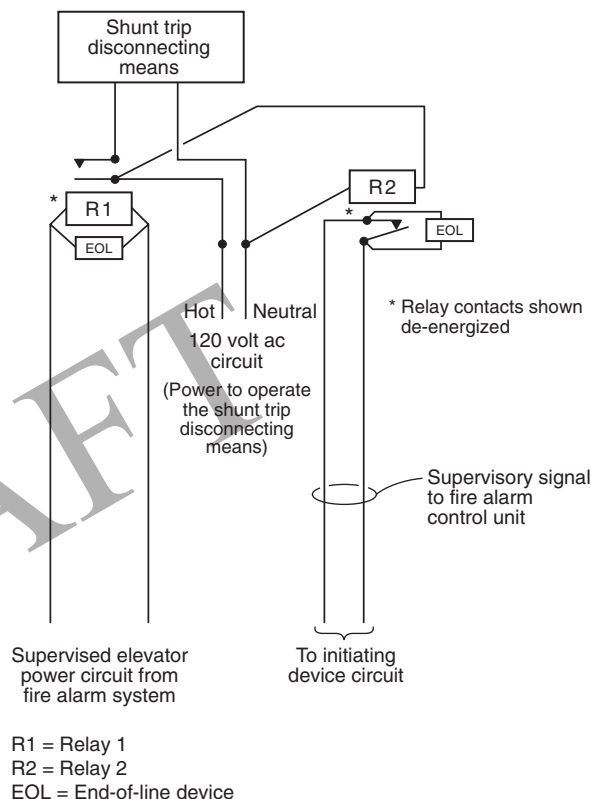 Shunt trip
disconnecting
means
*
R1
EOL
R2
*
EOL
Hot
Neutral
120 volt ac
circuit
(Power to operate
the shunt trip
disconnecting
means)
* Relay contacts shown
de-energized
Supervisory signal
to fire alarm
control unit
Supervised elevator
power circuit from
fire alarm system
To initiating
device circuit
R1 = Relay 1
R2 = Relay 2
EOL = End-of-line device
AFT